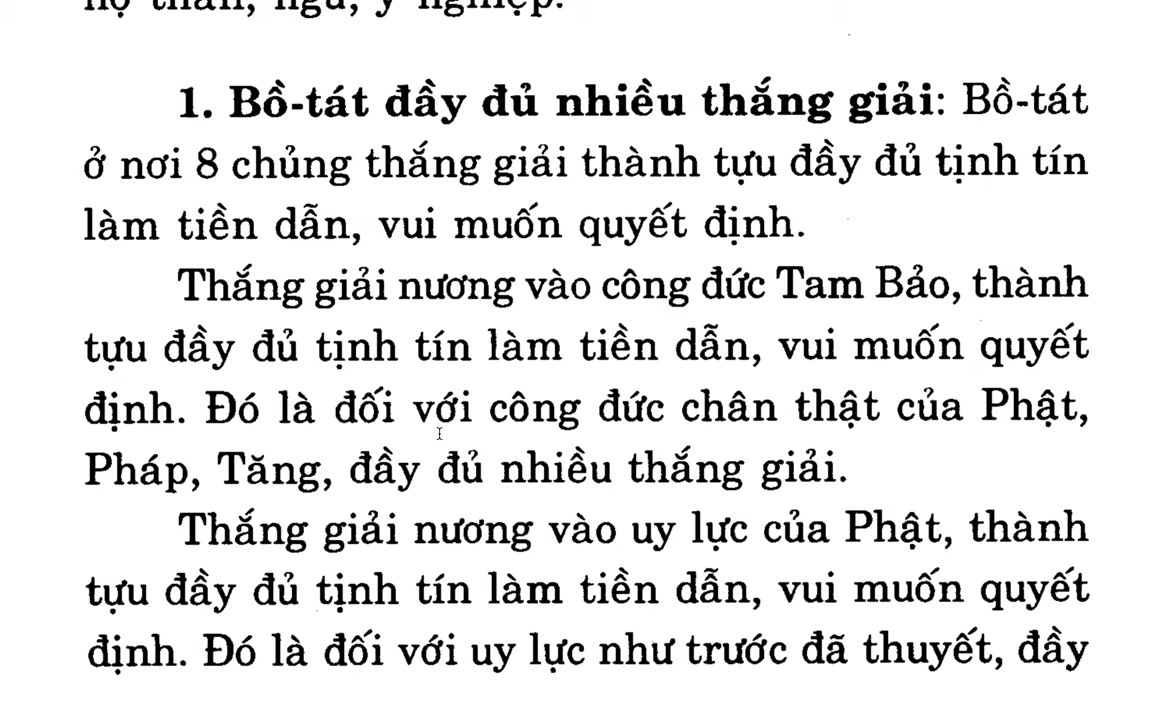 1. Bồ-tát đầy đủ nhiều thắng giải: Bồ-tát
ở nơi 8 chủng thắng giải thành tựu đầy đủ tịnh tín
làm tiền dẫn, vui muốn quyết định.
Thắng giải nương vào công đức Tam Bảo, thành
tựu đầy đủ tịnh tín làm tiền dẫn, vui muốn quyết
định. Đó là đối với công đức chân thật của Phật,
Pháp, Tăng, đầy đủ nhiều thắng giải.
Thắng giải nương vào uy lực của Phật, thành
tựu đầy đủ tịnh tín làm tiền dẫn, vui muốn quyết
định. Đó là đối với uy lực như trước đã thuyết, đầy